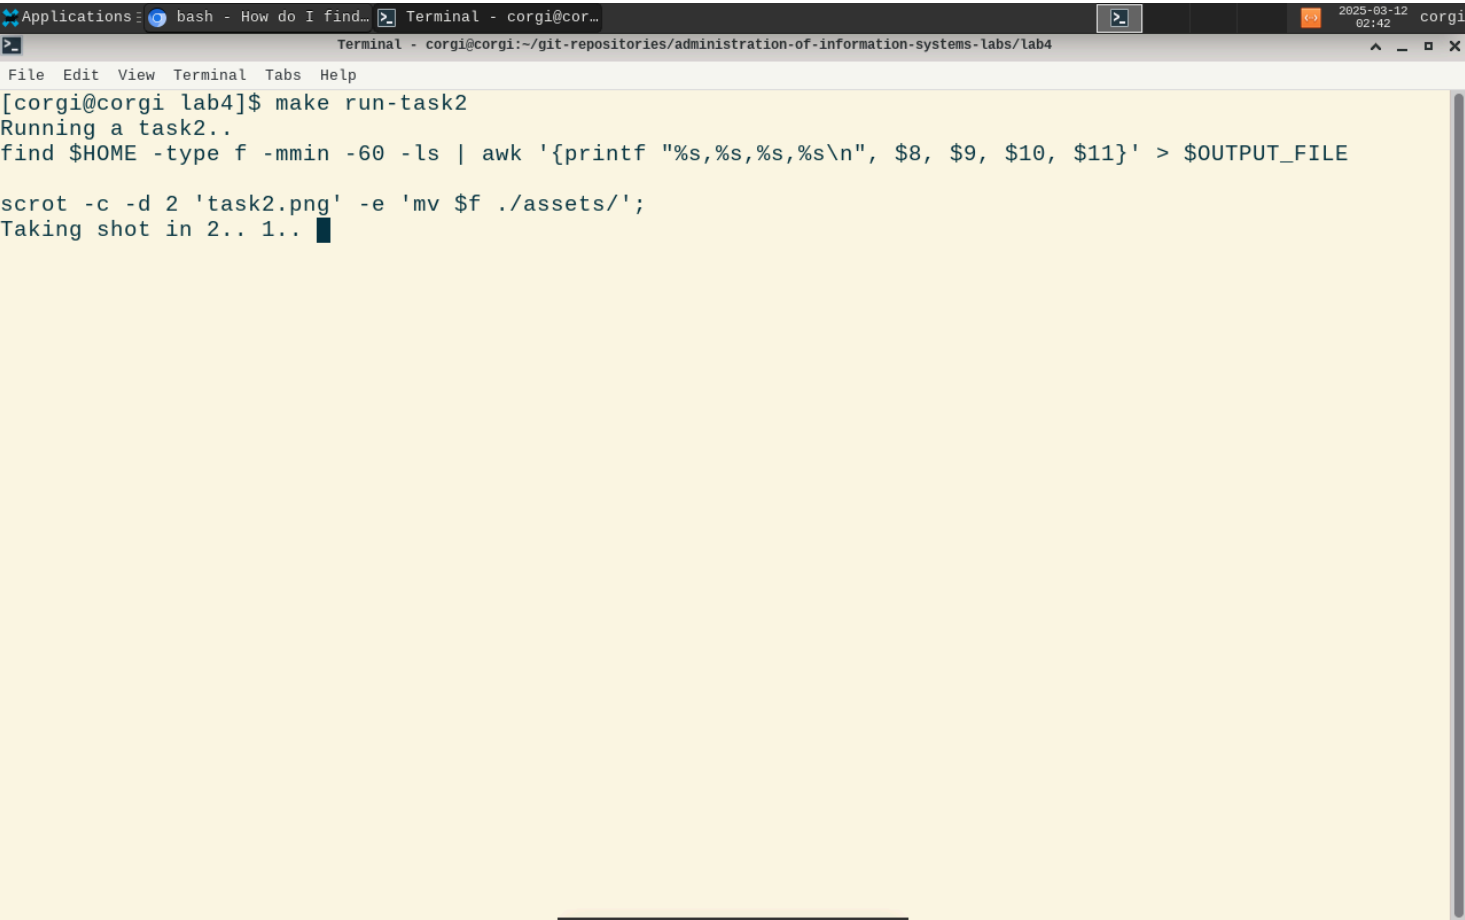 Applications bash - How do I find… Terminal - corgi@cor… 2025-03-12 corgi
02:42
Terminal - corgi@corgi:~/git-repositories/administration-of-information-systems-labs/lab4
File Edit View Terminal Tabs Help
[corgi@corgi lab4]$ make run-task2
Running a task2..
find $HOME -type f -mmin -60 -ls | awk '{printf "%s,%s,%s,%s\n", $8, $9, $10, $11}' > $OUTPUT_FILE
scrot -c -d 2 'task2.png' -e 'mv $f ./assets/';
Taking shot in 2.. 1..